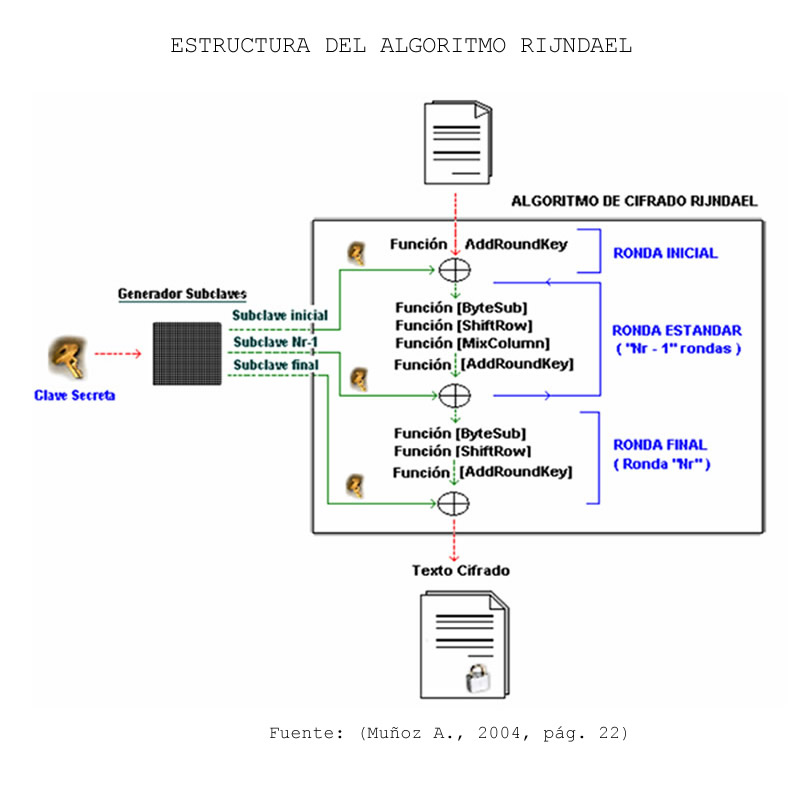 ESTRUCTURA DEL ALGORITMO RIJNDAEL
ALGORITMO DE CIFRADO RIJNDAEL
Función AddRoundKey
RONDA INICIAL
Generador Subclaves
Subclave inicial
Subclave Nr-1
Subclave final
Clave Secreta
Función [ByteSub]
Función [ShiftRow]
Función [MixColumn]
Función [AddRoundKey]
RONDA ESTANDAR
( "Nr - 1" rondas )
Función [ByteSub]
Función [ShiftRow]
Función [AddRoundKey]
RONDA FINAL
( Ronda "Nr" )
Texto Cifrado
Fuente: (Muñoz A., 2004, pág. 22)